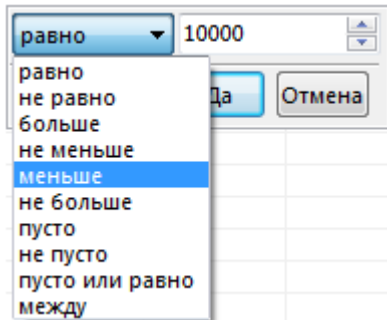 равно 10000
равно
не равно
Да Отмена
больше
не меньше
меньше
не больше
пусто
не пусто
пусто или равно
между